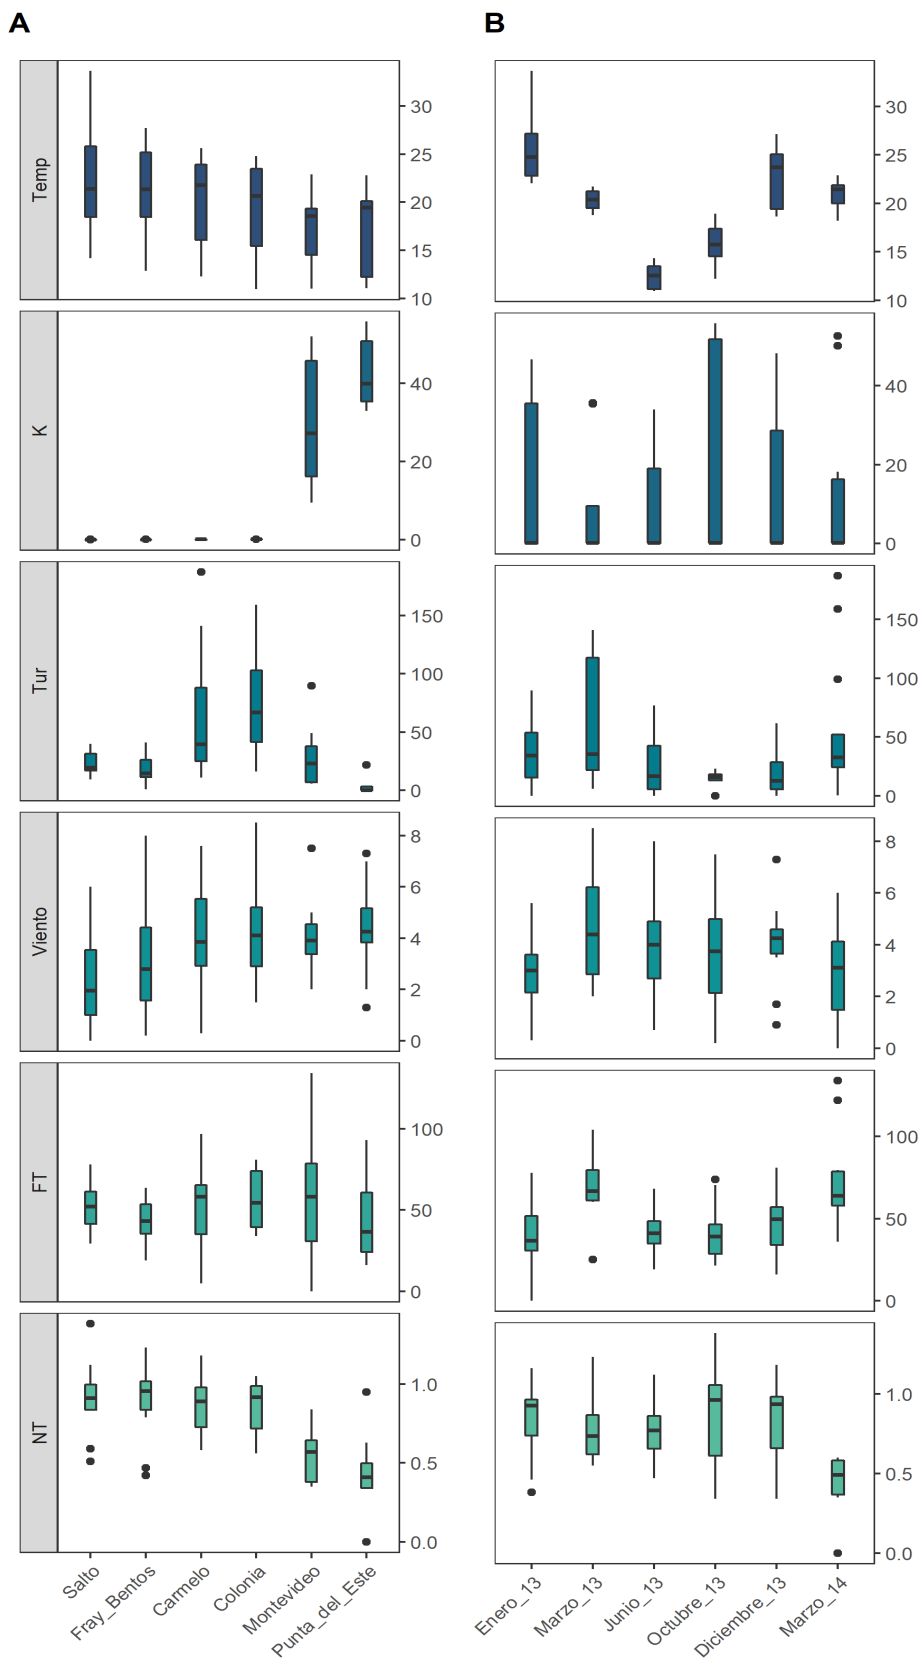 A
B
Temp
30
25
20
15
10
30
25
20
15
10
K
40
20
0
40
20
0
Tur
150
100
50
0
150
100
50
0
Viento
8
6
4
2
0
8
6
4
2
0
FT
100
50
0
100
50
0
NT
1.0
0.5
0.0
1.0
0.5
0.0
Salto
Fray_Bentos
Carmelo
Colonia
Montevideo
Punta_del_Este
Enero_13
Marzo_13
Junio_13
Octubre_13
Diciembre_13
Marzo_14